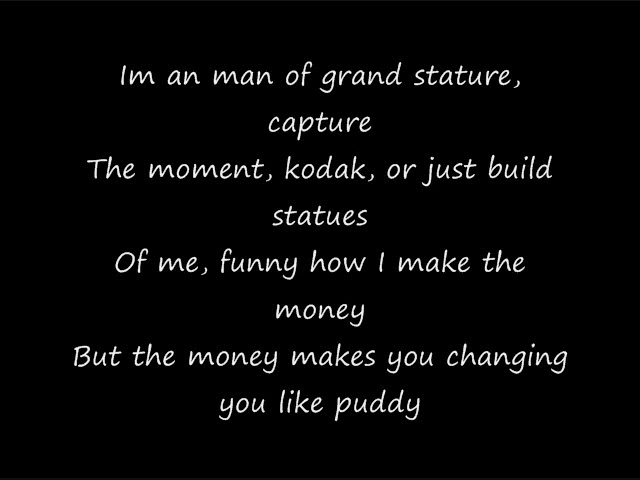 Im an man of grand stature,
capture
The moment, kodak, or just build
statues
Of me, funny how I make the
money
But the money makes you changing
you like puddy